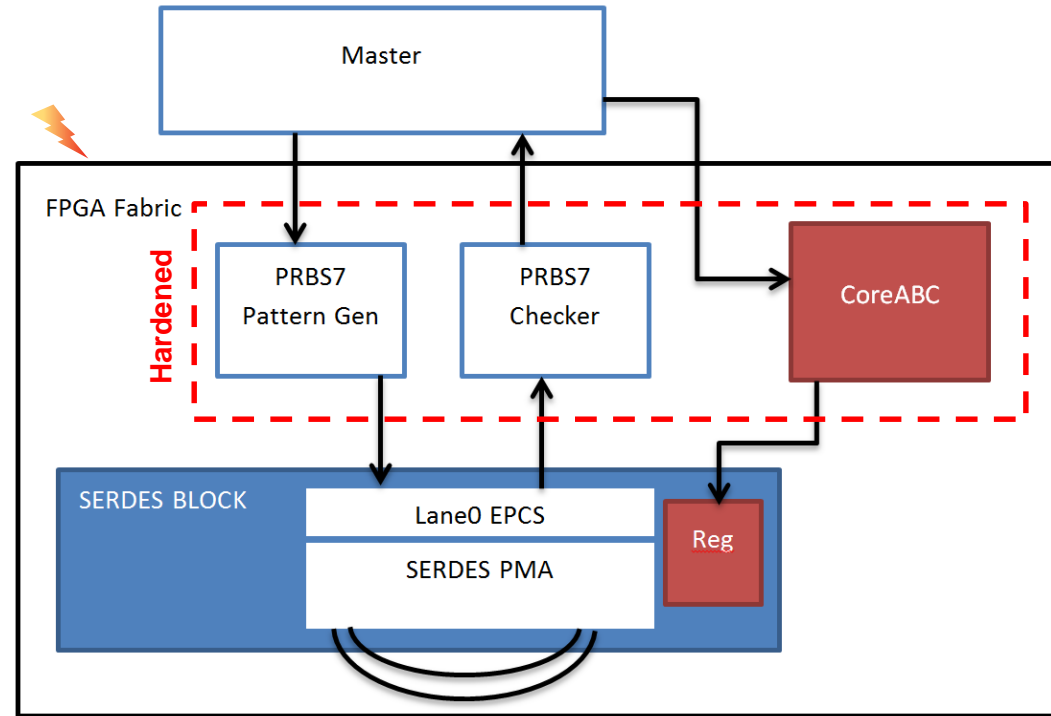 Master
FPGA Fabric
Hardened
PRBS7
Pattern Gen
PRBS7
Checker
CoreABC
SERDES BLOCK
Lane0 EPCS
SERDES PMA
Reg